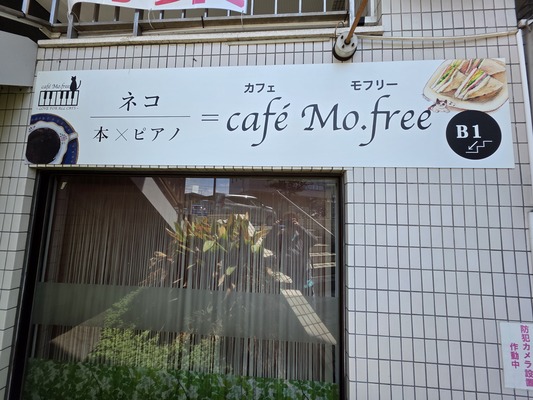 café Mo.free
ネコ
本×ピアノ
=
カフェ モフリー
café Mo.free
B1
防犯カメラ設置
作動中